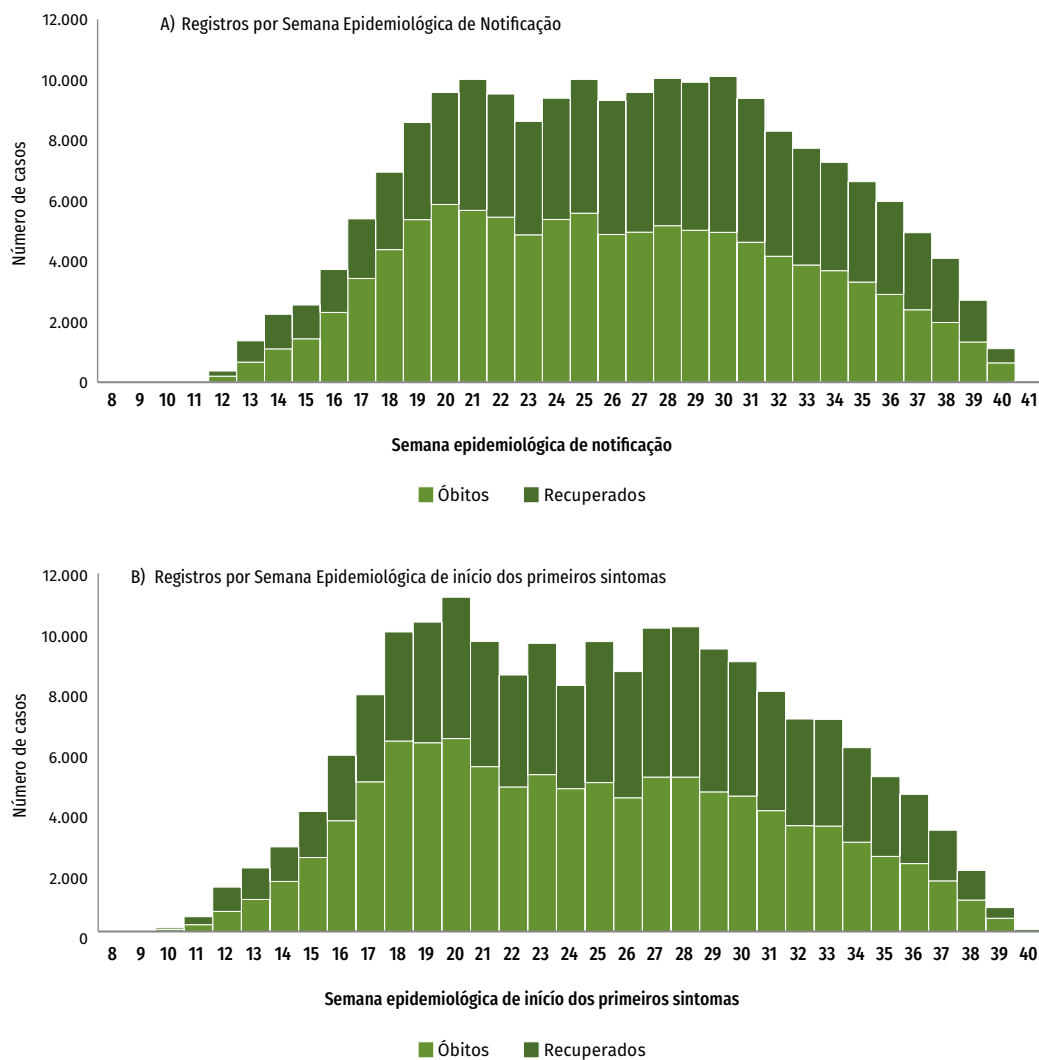 A) Registros por Semana Epidemiológica de Notificação
Número de casos
12.000
10.000
8.000
6.000
4.000
2.000
0
8 9 10 11 12 13 14 15 16 17 18 19 20 21 22 23 24 25 26 27 28 29 30 31 32 33 34 35 36 37 38 39 40 41
Semana epidemiológica de notificação
Óbitos Recuperados
B) Registros por Semana Epidemiológica de início dos primeiros sintomas
Número de casos
12.000
10.000
8.000
6.000
4.000
2.000
0
8 9 10 11 12 13 14 15 16 17 18 19 20 21 22 23 24 25 26 27 28 29 30 31 32 33 34 35 36 37 38 39 40
Semana epidemiológica de início dos primeiros sintomas
Óbitos Recuperados